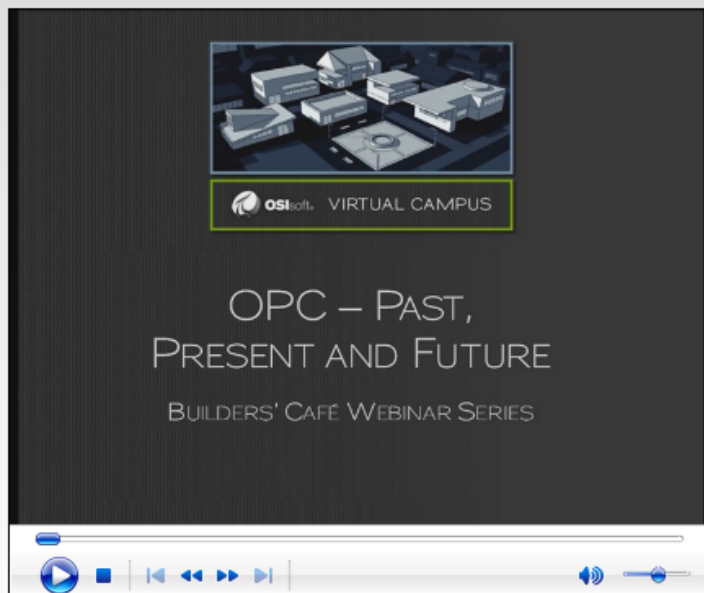 OSIsoft. VIRTUAL CAMPUS
OPC – PAST,
PRESENT AND FUTURE
BUILDERS' CAFÉ WEBINAR SERIES